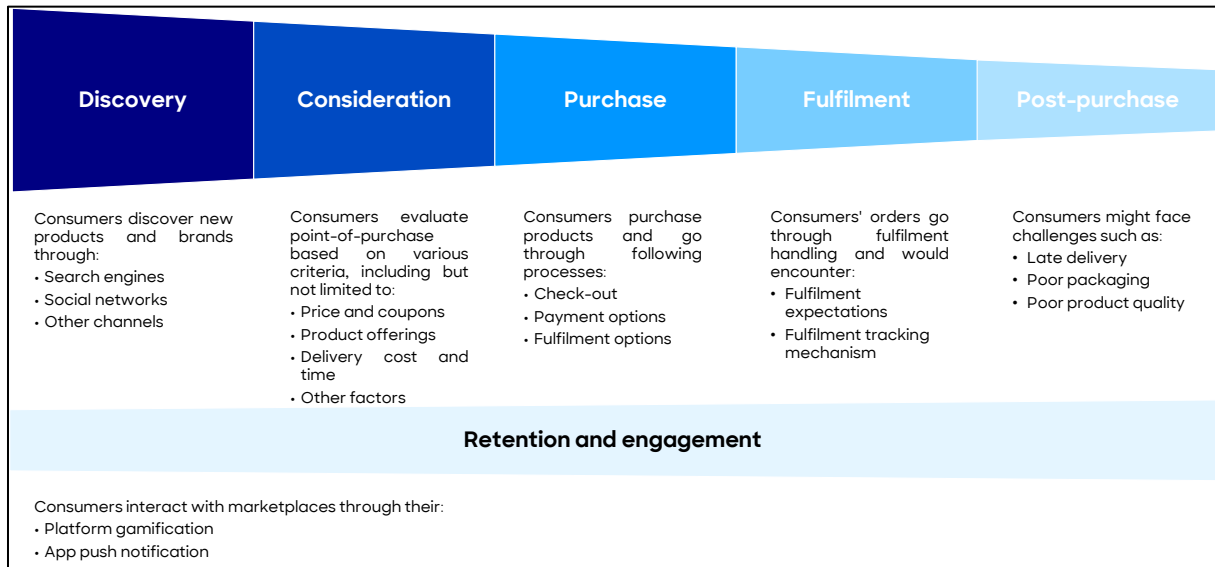 Discovery
Consideration
Purchase
Fulfilment
Post-purchase
Consumers discover new
products and brands
through:
• Search engines
• Social networks
• Other channels
Consumers evaluate
point-of-purchase
based on various
criteria, including but
not limited to:
• Price and coupons
• Product offerings
• Delivery cost and
time
• Other factors
Consumers purchase
products and go
through following
processes:
• Check-out
• Payment options
• Fulfilment options
Consumers' orders go
through fulfilment
handling and would
encounter:
• Fulfilment
expectations
• Fulfilment tracking
mechanism
Consumers might face
challenges such as:
• Late delivery
• Poor packaging
• Poor product quality
Retention and engagement
Consumers interact with marketplaces through their:
• Platform gamification
• App push notification